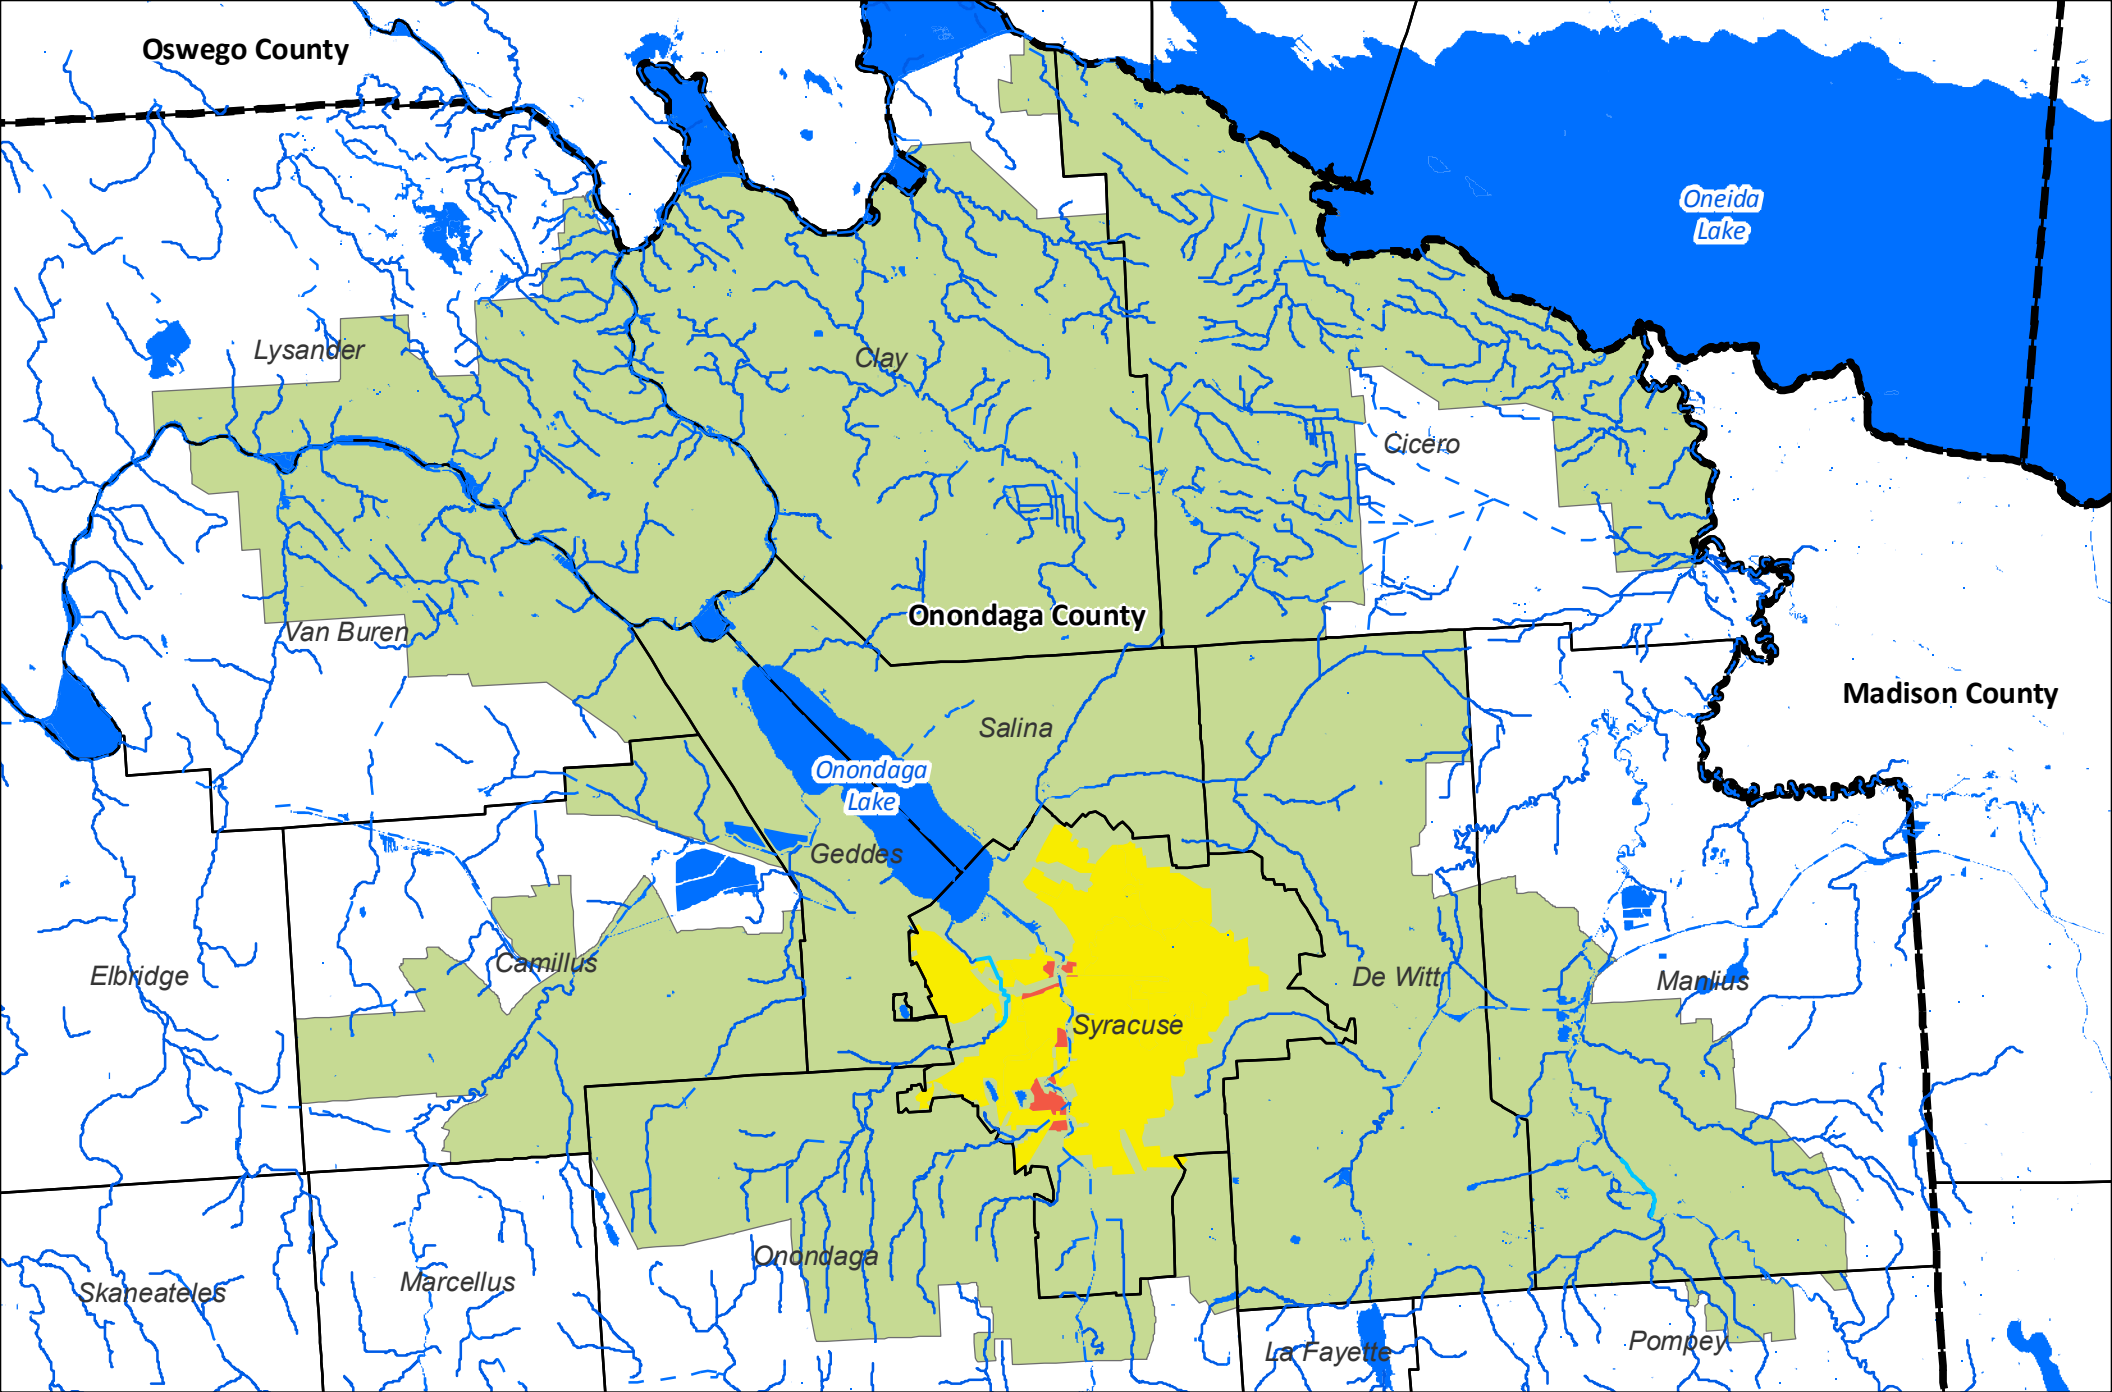 Oswego County
Oneida
Lake
Lysander
Clay
Cicero
Onondaga County
Van Buren
Madison County
Salina
Onondaga
Lake
Geddes
Camillus
Elbridge
De Witt
Manlius
Syracuse
Onondaga
Skaneateles
Marcellus
La Fayette
Pompey